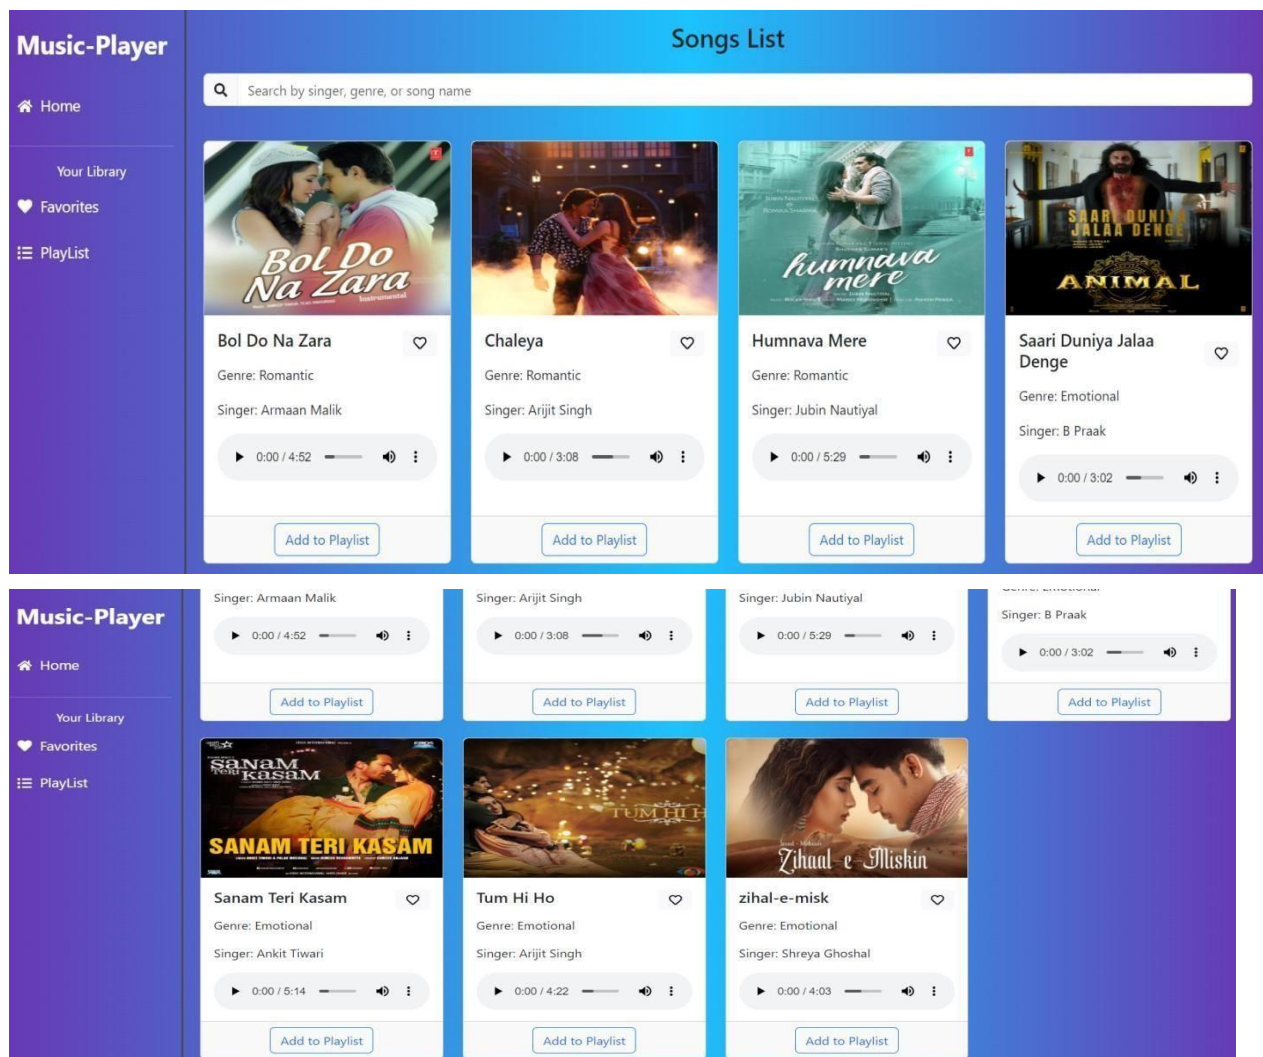 Music-Player
Home
Your Library
Favorites
PlayList
Songs List
Search by singer, genre, or song name
Bol Do
Na Zara
Instrumental
Bol Do Na Zara
Genre: Romantic
Singer: Armaan Malik
0:00 / 4:52
Add to Playlist
Chaleya
Genre: Romantic
Singer: Arijit Singh
0:00 / 3:08
Add to Playlist
humnava
mere
Humnava Mere
Genre: Romantic
Singer: Jubin Nautiyal
0:00 / 5:29
Add to Playlist
SAARI DUNIYA
JALAA DENGE
ANIMAL
Saari Duniya Jalaa
Denge
Genre: Emotional
Singer: B Praak
0:00 / 3:02
Add to Playlist
Music-Player
Home
Your Library
Favorites
PlayList
Singer: Armaan Malik
0:00 / 4:52
Add to Playlist
Singer: Arijit Singh
0:00 / 3:08
Add to Playlist
Singer: Jubin Nautiyal
0:00 / 5:29
Add to Playlist
Singer: B Praak
0:00 / 3:02
Add to Playlist
SANAM
TERI KASAM
SANAM TERI KASAM
Sanam Teri Kasam
Genre: Emotional
Singer: Ankit Tiwari
0:00 / 5:14
Add to Playlist
TUM HI H
Tum Hi Ho
Genre: Emotional
Singer: Arijit Singh
0:00 / 4:22
Add to Playlist
Zihaal e Miskin
zihal-e-misk
Genre: Emotional
Singer: Shreya Ghoshal
0:00 / 4:03
Add to Playlist